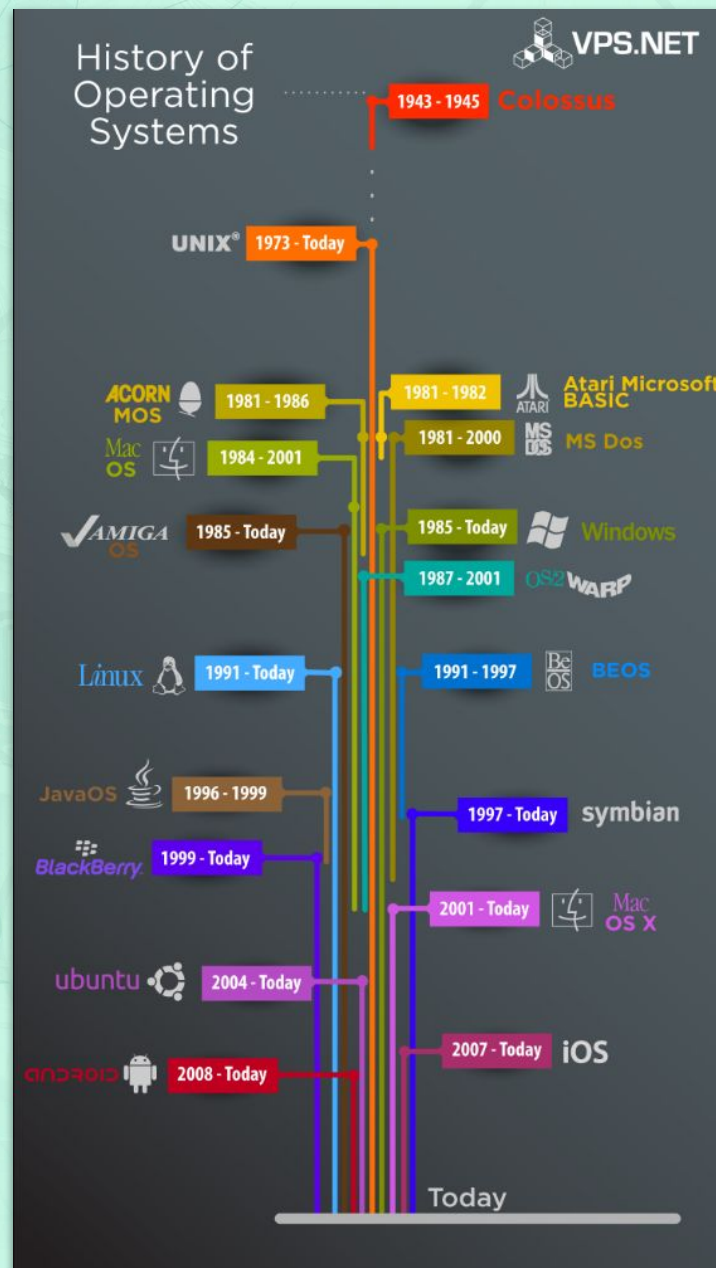 History of
Operating
Systems
VPS.NET
1943 - 1945 Colossus
UNIX® 1973 - Today
ACORN
MOS
1981 - 1986
1981 - 1982
ATARI
Atari Microsoft
BASIC
Mac
OS
1984 - 2001
1981 - 2000
MS
DOS
MS Dos
AMIGA
OS
1985 - Today
1985 - Today
Windows
1987 - 2001
OS/2 WARP
Linux
1991 - Today
1991 - 1997
Be
OS
BEOS
JavaOS
1996 - 1999
1997 - Today
symbian
BlackBerry.
1999 - Today
2001 - Today
Mac
OS X
ubuntu
2004 - Today
2007 - Today
iOS
ANDROID
2008 - Today
Today